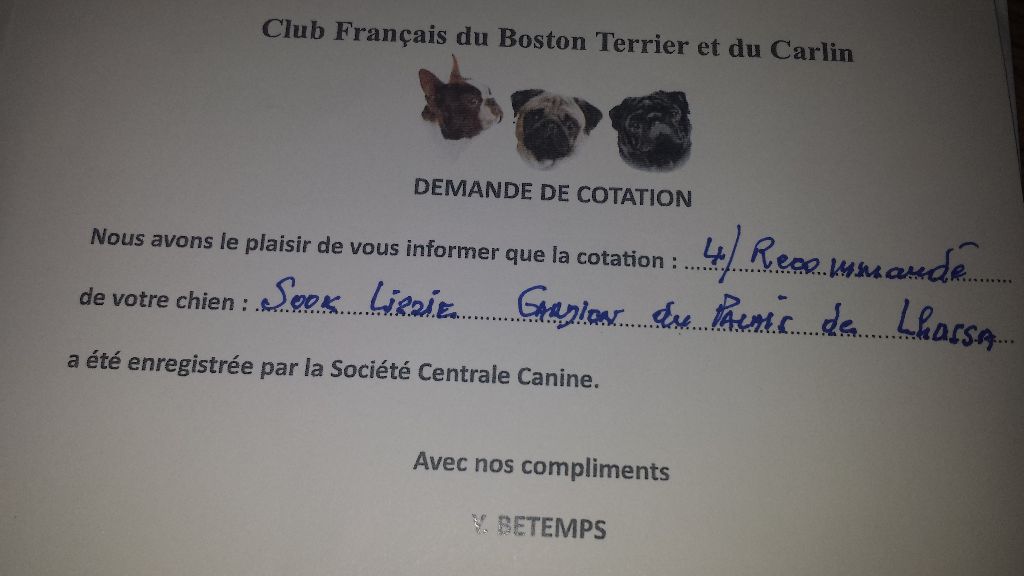 Club Français du Boston Terrier et du Carlin
DEMANDE DE COTATION
Nous avons le plaisir de vous informer que la cotation : 4/ Recommandé
de votre chien : Sook Lizzie Gardion du Palais de Lhassa
a été enregistrée par la Société Centrale Canine.
Avec nos compliments
Y. BETEMPS